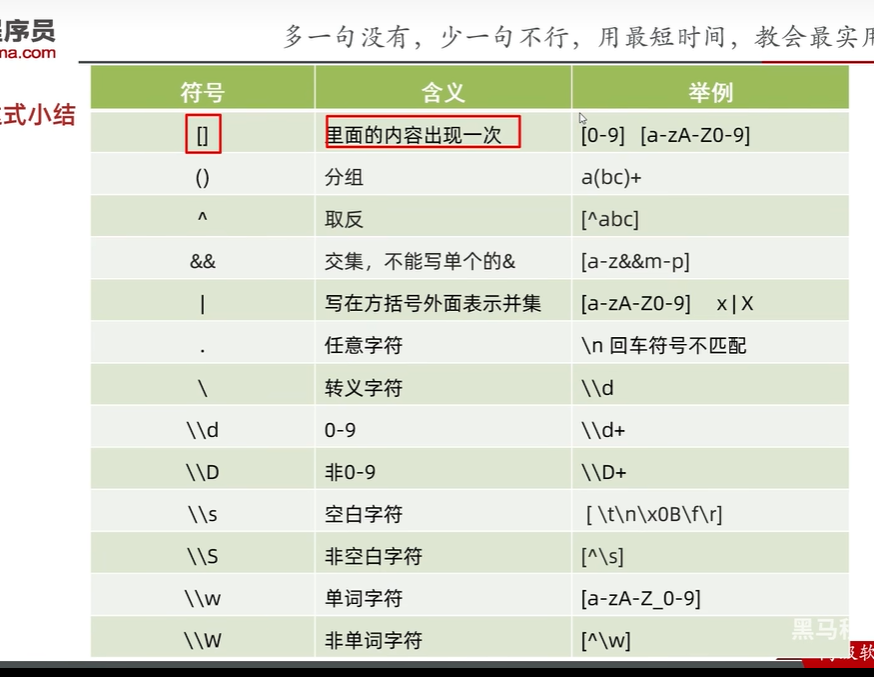 程序员
ma.com
多一句没有，少一句不行，用最短时间，教会最实用
式小结
符号 含义 举例
[] 里面的内容出现一次 [0-9] [a-zA-Z0-9]
() 分组 a(bc)+
^ 取反 [^abc]
&& 交集，不能写单个的& [a-z&&m-p]
| 写在方括号外面表示并集 [a-zA-Z0-9] x|X
. 任意字符 \n 回车符号不匹配
\ 转义字符 \\d
\\d 0-9 \\d+
\\D 非0-9 \\D+
\\s 空白字符 [ \t\n\x0B\f\r]
\\S 非空白字符 [^\s]
\\w 单词字符 [a-zA-Z_0-9]
\\W 非单词字符 [^\w]
黑马
服软